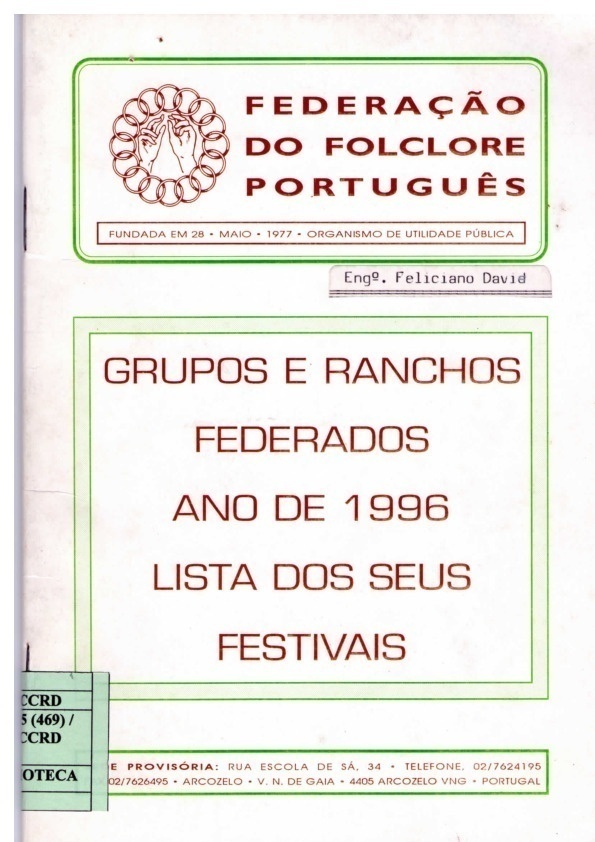 FEDERAÇÃO
DO FOLCLORE
PORTUGUÊS
FUNDADA EM 28 • MAIO • 1977 • ORGANISMO DE UTILIDADE PÚBLICA
Engº. Feliciano David
GRUPOS E RANCHOS
FEDERADOS
ANO DE 1996
LISTA DOS SEUS
FESTIVAIS
CCRD
5 (469) /
CCRD
OTECA
E PROVISÓRIA: RUA ESCOLA DE SÁ, 34 • TELEFONE. 02/7624195
02/7626495 • ARCOZELO • V. N. DE GAIA • 4405 ARCOZELO VNG • PORTUGAL